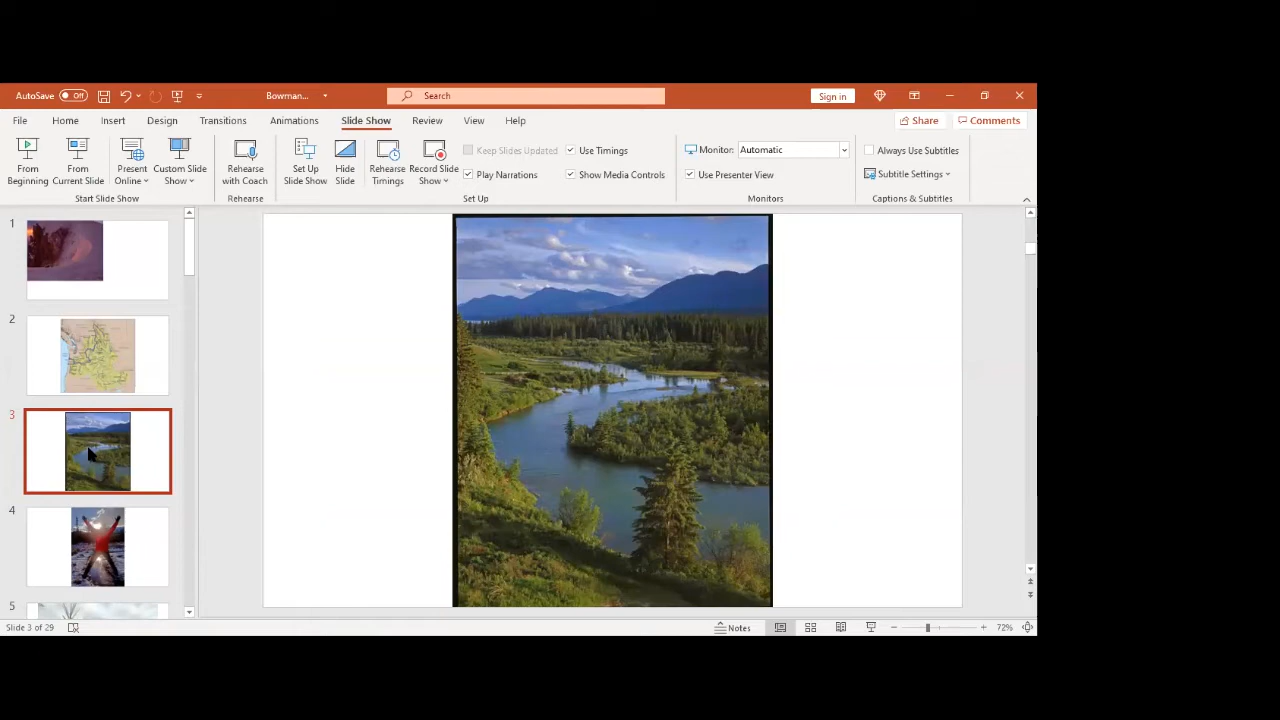 AutoSave Off Bowman... Search Sign in
File Home Insert Design Transitions Animations Slide Show Review View Help Share Comments
From Beginning
From Current Slide
Present Online
Custom Slide Show
Rehearse with Coach
Set Up Slide Show
Hide Slide
Rehearse Timings
Record Slide Show
Keep Slides Updated
Play Narrations
Use Timings
Show Media Controls
Monitor: Automatic
Use Presenter View
Always Use Subtitles
Subtitle Settings
Start Slide Show Rehearse Set Up Monitors Captions & Subtitles
1
2
3
4
5
Slide 3 of 29 Notes 72%